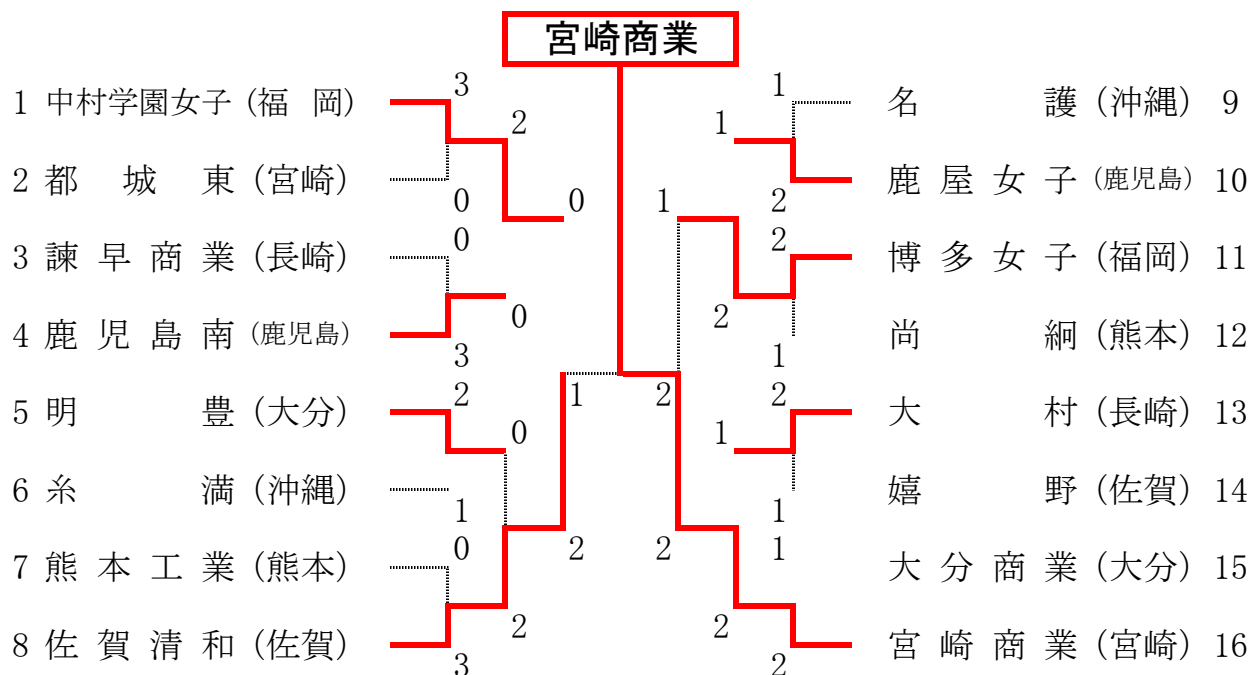 宮崎商業
1 中村学園女子 (福 岡) 3
2
2 都城東 (宮崎) 0
0
3 諫早商業 (長崎) 0
0
4 鹿児島南 (鹿児島) 3
5 明豊 (大分) 2
0
6 糸満 (沖縄) 1
1
2
7 熊本工業 (熊本) 0
2
8 佐賀清和 (佐賀) 3
1 名護 (沖縄) 9
1
2 鹿屋女子 (鹿児島) 10
1
2 博多女子 (福岡) 11
2
1 尚絅 (熊本) 12
2
2 大村 (長崎) 13
1
1 嬉野 (佐賀) 14
2
1 大分商業 (大分) 15
2
2 宮崎商業 (宮崎) 16